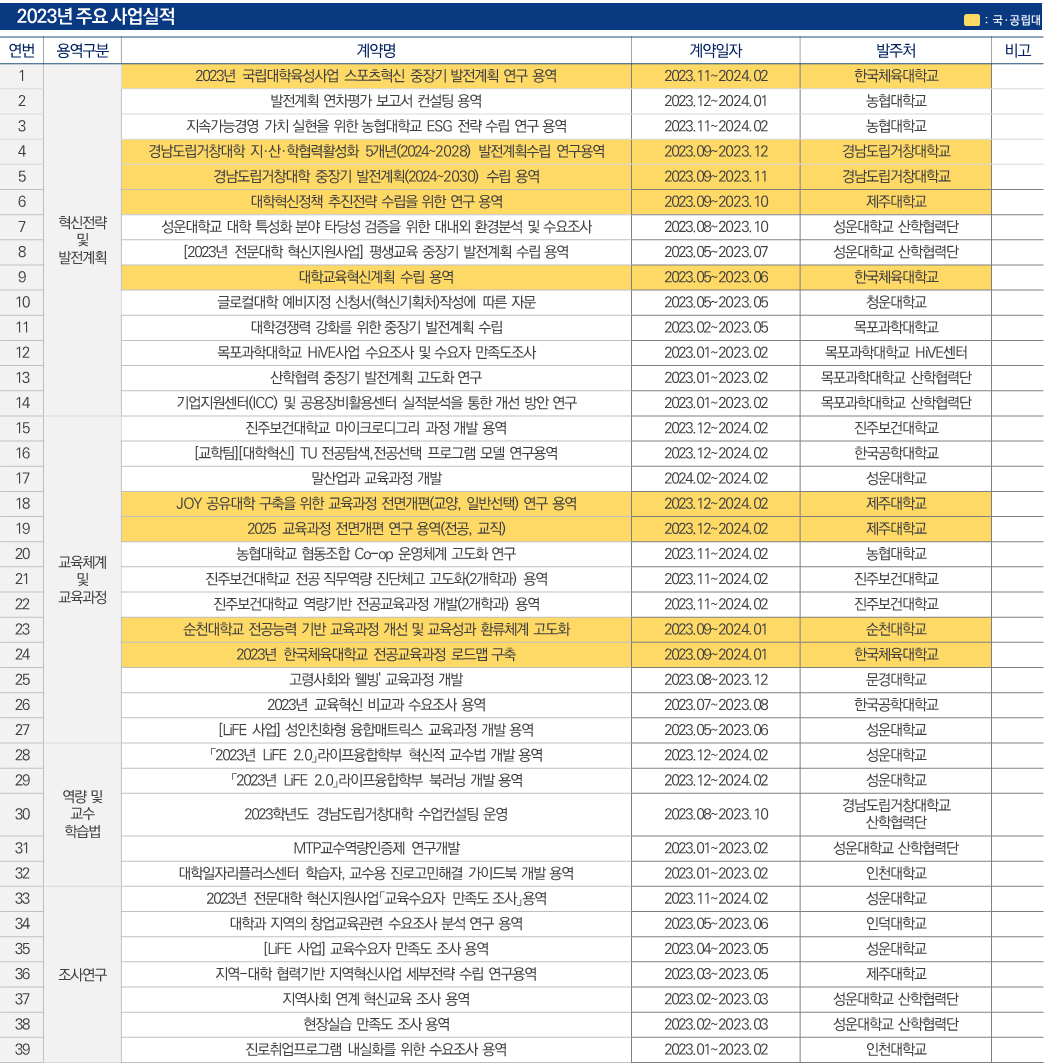 2023년 주요 사업실적
: 국·공립대
연번 용역구분 계약명 계약일자 발주처 비고
혁신전략
및
발전계획
1 2023년 국립대학육성사업 스포츠혁신 중장기 발전계획 연구 용역 2023.11~2024.02 한국체육대학교
2 발전계획 연차평가 보고서 컨설팅 용역 2023.12~2024.01 농협대학교
3 지속가능경영 가치 실현을 위한 농협대학교 ESG 전략 수립 연구 용역 2023.11~2024.02 농협대학교
4 경남도립거창대학 지·산·학협력활성화 5개년(2024~2028) 발전계획수립 연구용역 2023.09~2023.12 경남도립거창대학교
5 경남도립거창대학 중장기 발전계획(2024~2030) 수립 용역 2023.09~2023.11 경남도립거창대학교
6 대학혁신정책 추진전략 수립을 위한 연구 용역 2023.09~2023.10 제주대학교
7 성운대학교 대학 특성화 분야 타당성 검증을 위한 대내외 환경분석 및 수요조사 2023.08~2023.10 성운대학교 산학협력단
8 [2023년 전문대학 혁신지원사업] 평생교육 중장기 발전계획 수립 용역 2023.05~2023.07 성운대학교 산학협력단
9 대학교육혁신계획 수립 용역 2023.05~2023.06 한국체육대학교
10 글로컬대학 예비지정 신청서(혁신기획처)작성에 따른 자문 2023.05~2023.05 청운대학교
11 대학경쟁력 강화를 위한 중장기 발전계획 수립 2023.02~2023.05 목포과학대학교
12 목포과학대학교 HiVE사업 수요조사 및 수요자 만족도조사 2023.01~2023.02 목포과학대학교 HiVE센터
13 산학협력 중장기 발전계획 고도화 연구 2023.01~2023.02 목포과학대학교 산학협력단
14 기업지원센터(ICC) 및 공용장비활용센터 실적분석을 통한 개선 방안 연구 2023.01~2023.02 목포과학대학교 산학협력단
교육체계
및
교육과정
15 진주보건대학교 마이크로디그리 과정 개발 용역 2023.12~2024.02 진주보건대학교
16 [교학팀][대학혁신] TU 전공탐색,전공선택 프로그램 모델 연구용역 2023.12~2024.02 한국공학대학교
17 말산업과 교육과정 개발 2024.02~2024.02 성운대학교
18 JOY 공유대학 구축을 위한 교육과정 전면개편(교양, 일반선택) 연구 용역 2023.12~2024.02 제주대학교
19 2025 교육과정 전면개편 연구 용역(전공, 교직) 2023.12~2024.02 제주대학교
20 농협대학교 협동조합 Co-op 운영체계 고도화 연구 2023.11~2024.02 농협대학교
21 진주보건대학교 전공 직무역량 진단체고 고도화(2개학과) 용역 2023.11~2024.02 진주보건대학교
22 진주보건대학교 역량기반 전공교육과정 개발(2개학과) 용역 2023.11~2024.02 진주보건대학교
23 순천대학교 전공능력 기반 교육과정 개선 및 교육성과 환류체계 고도화 2023.09~2024.01 순천대학교
24 2023년 한국체육대학교 전공교육과정 로드맵 구축 2023.09~2024.01 한국체육대학교
25 고령사회와 웰빙' 교육과정 개발 2023.08~2023.12 문경대학교
26 2023년 교육혁신 비교과 수요조사 용역 2023.07~2023.08 한국공학대학교
27 [LiFE 사업] 성인친화형 융합매트릭스 교육과정 개발 용역 2023.05~2023.06 성운대학교
역량 및
교수
학습법
28 「2023년 LiFE 2.0」라이프융합학부 혁신적 교수법 개발 용역 2023.12~2024.02 성운대학교
29 「2023년 LiFE 2.0」라이프융합학부 북러닝 개발 용역 2023.12~2024.02 성운대학교
30 2023학년도 경남도립거창대학 수업컨설팅 운영 2023.08~2023.10 경남도립거창대학교
산학협력단
31 MTP교수역량인증제 연구개발 2023.01~2023.02 성운대학교 산학협력단
32 대학일자리플러스센터 학습자, 교수용 진로고민해결 가이드북 개발 용역 2023.01~2023.02 인천대학교
조사연구
33 2023년 전문대학 혁신지원사업「교육수요자 만족도 조사」용역 2023.11~2024.02 성운대학교
34 대학과 지역의 창업교육관련 수요조사 분석 연구 용역 2023.05~2023.06 인덕대학교
35 [LiFE 사업] 교육수요자 만족도 조사 용역 2023.04~2023.05 성운대학교
36 지역-대학 협력기반 지역혁신사업 세부전략 수립 연구용역 2023.03~2023.05 제주대학교
37 지역사회 연계 혁신교육 조사 용역 2023.02~2023.03 성운대학교 산학협력단
38 현장실습 만족도 조사 용역 2023.02~2023.03 성운대학교 산학협력단
39 진로취업프로그램 내실화를 위한 수요조사 용역 2023.01~2023.02 인천대학교